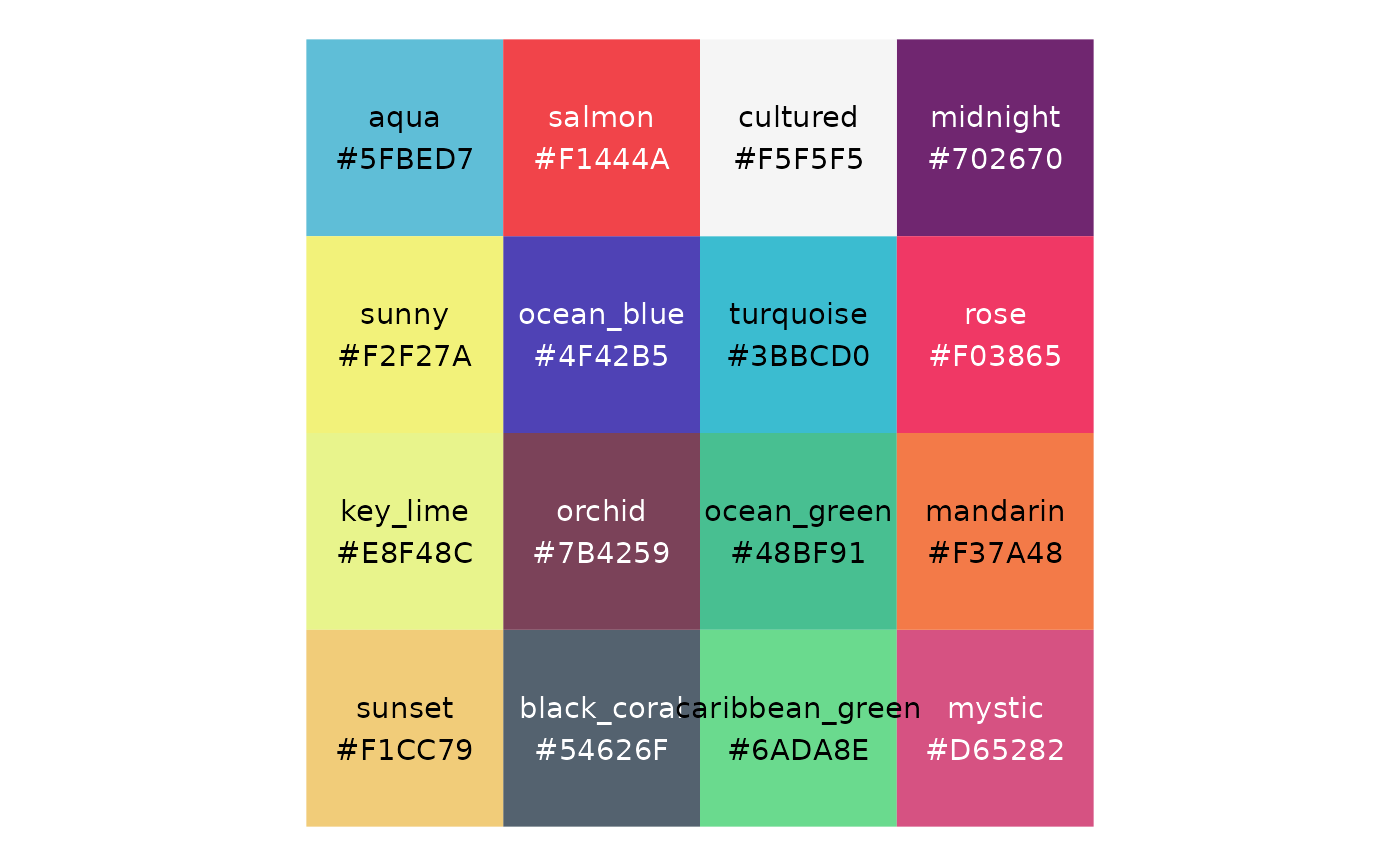 aqua
#5FBED7
salmon
#F1444A
cultured
#F5F5F5
midnight
#702670
sunny
#F2F27A
ocean_blue
#4F42B5
turquoise
#3BBCD0
rose
#F03865
key_lime
#E8F48C
orchid
#7B4259
ocean_green
#48BF91
mandarin
#F37A48
sunset
#F1CC79
black_coral
#54626F
caribbean_green
#6ADA8E
mystic
#D65282